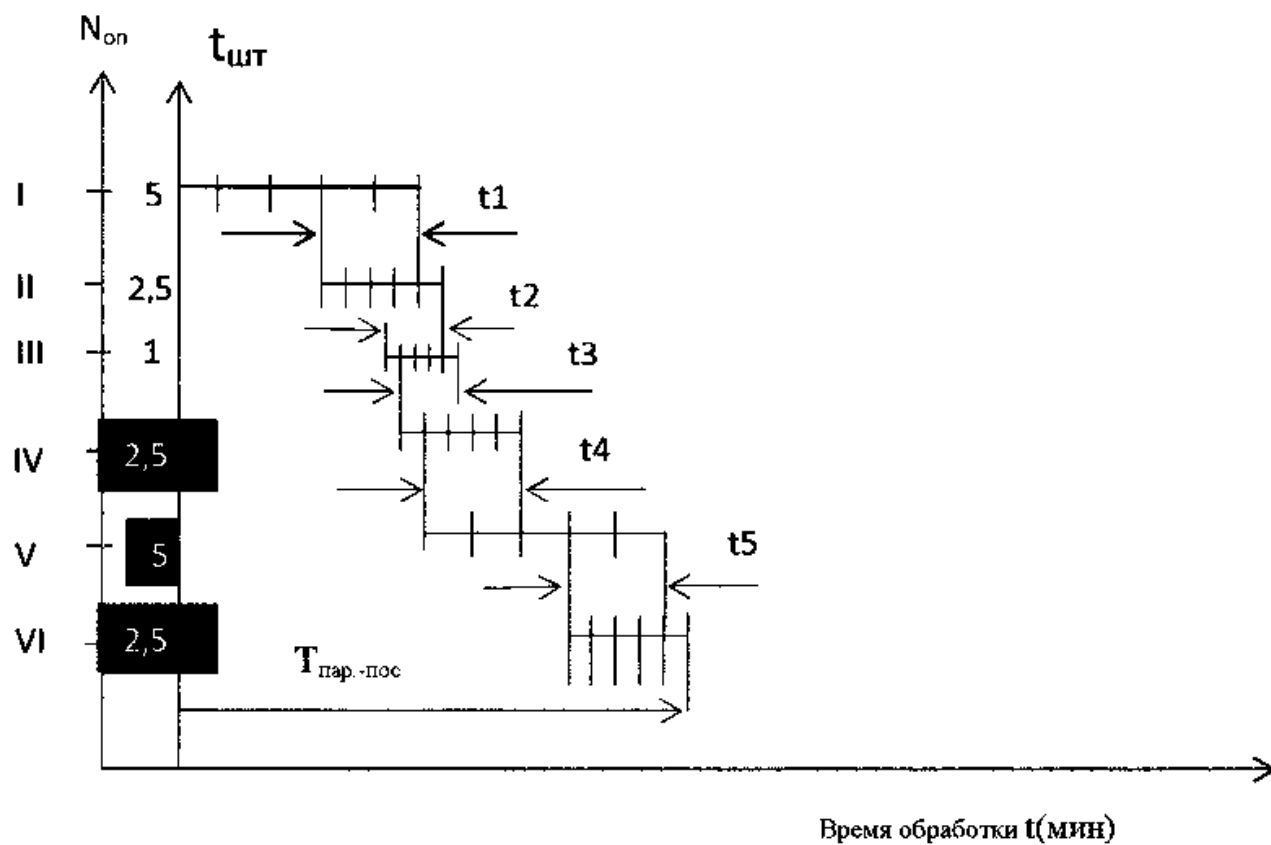 Nоп tшт
I 5 t1
II 2,5 t2
III 1 t3
IV 2,5 t4
V 5 t5
VI 2,5
Tпар.-пос
Время обработки t(мин)